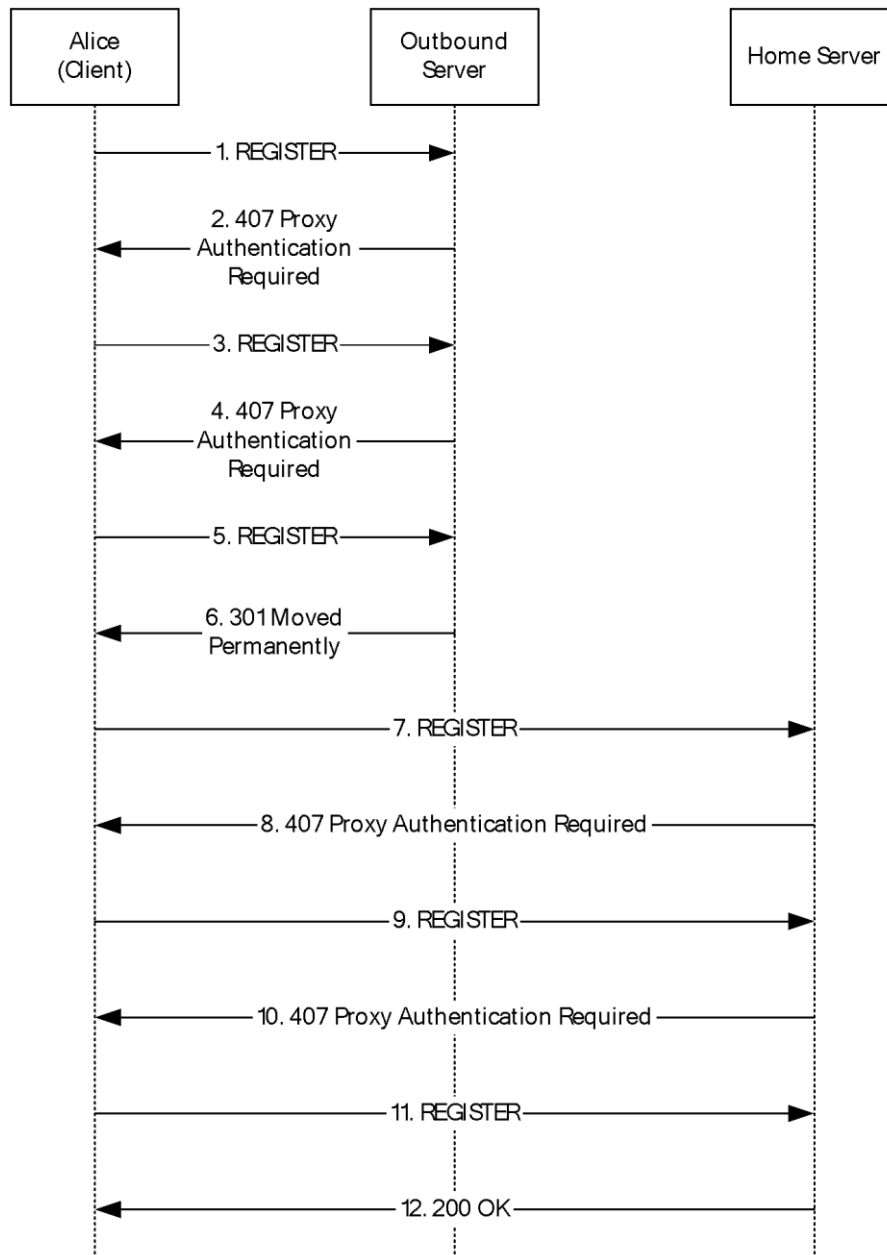 Alice
(Client)
Outbound
Server
Home Server
1. REGISTER
2. 407 Proxy
Authentication
Required
3. REGISTER
4. 407 Proxy
Authentication
Required
5. REGISTER
6. 301 Moved
Permanently
7. REGISTER
8. 407 Proxy Authentication Required
9. REGISTER
10. 407 Proxy Authentication Required
11. REGISTER
12. 200 OK